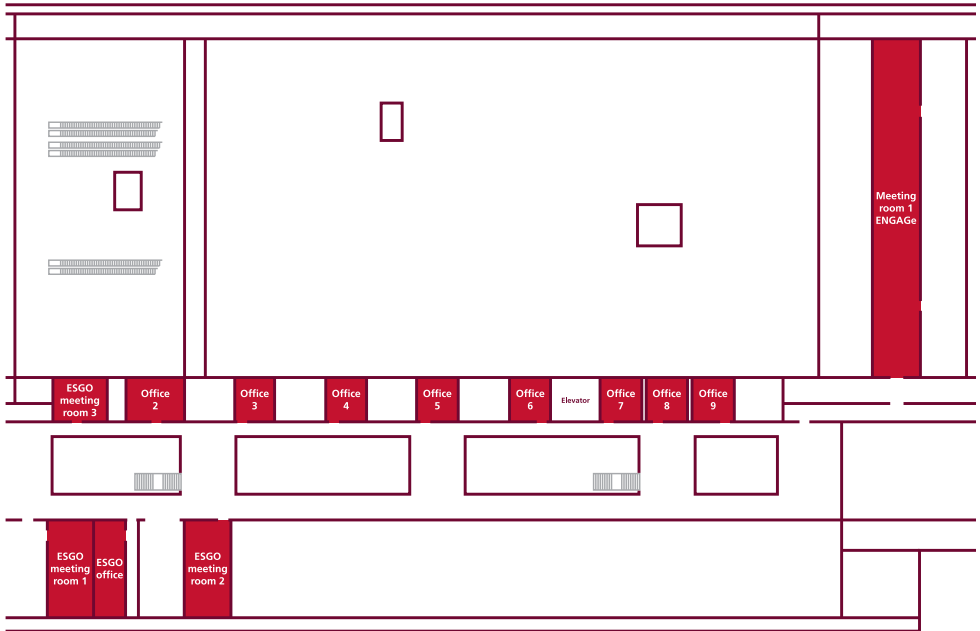 Meeting
room 1
ENGAGe
ESGO
meeting
room 3
Office
2
Office
3
Office
4
Office
5
Office
6
Elevator
Office
7
Office
8
Office
9
ESGO
meeting
room 1
ESGO
office
ESGO
meeting
room 2